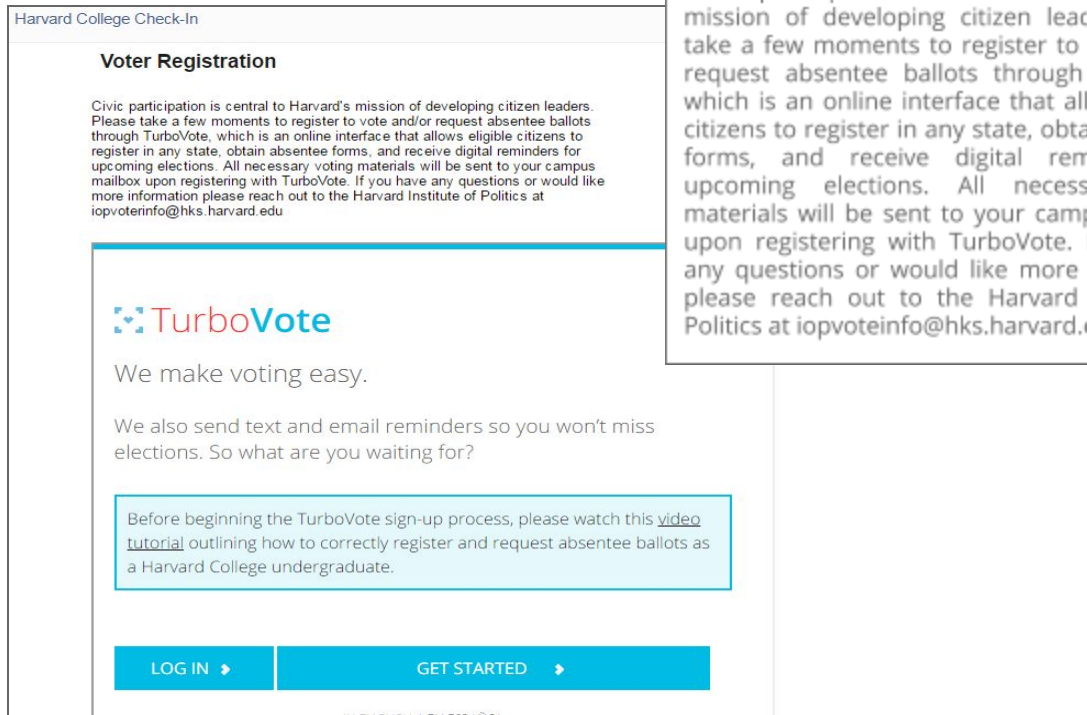 Harvard College Check-In
Voter Registration
Civic participation is central to Harvard's mission of developing citizen leaders.
Please take a few moments to register to vote and/or request absentee ballots
through TurboVote, which is an online interface that allows eligible citizens to
register in any state, obtain absentee forms, and receive digital reminders for
upcoming elections. All necessary voting materials will be sent to your campus
mailbox upon registering with TurboVote. If you have any questions or would like
more information please reach out to the Harvard Institute of Politics at
iopvoterinfo@hks.harvard.edu
TurboVote
We make voting easy.
We also send text and email reminders so you won't miss
elections. So what are you waiting for?
Before beginning the TurboVote sign-up process, please watch this video
tutorial outlining how to correctly register and request absentee ballots as
a Harvard College undergraduate.
LOG IN
GET STARTED
mission of developing citizen
take a few moments to register to
request absentee ballots through
which is an online interface that
citizens to register in any state,
forms, and receive digital
upcoming elections. All
materials will be sent to your
upon registering with TurboVote.
any questions or would like more
please reach out to the Harvard
Politics at iopvoteinfo@hks.harvard.